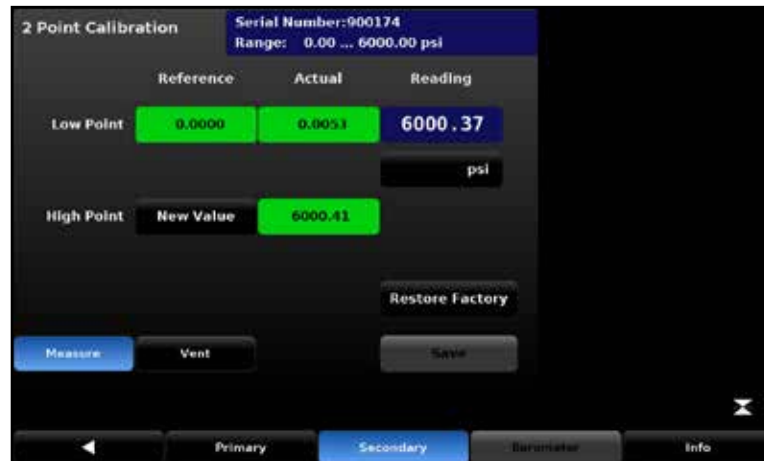 2 Point Calibration
Serial Number:900174
Range: 0.00 ... 6000.00 psi
Reference Actual Reading
Low Point 0.0000 0.0053 6000.37
psi
High Point New Value 6000.41
Restore Factory
Measure Vent Save
Primary Secondary Barometer Info